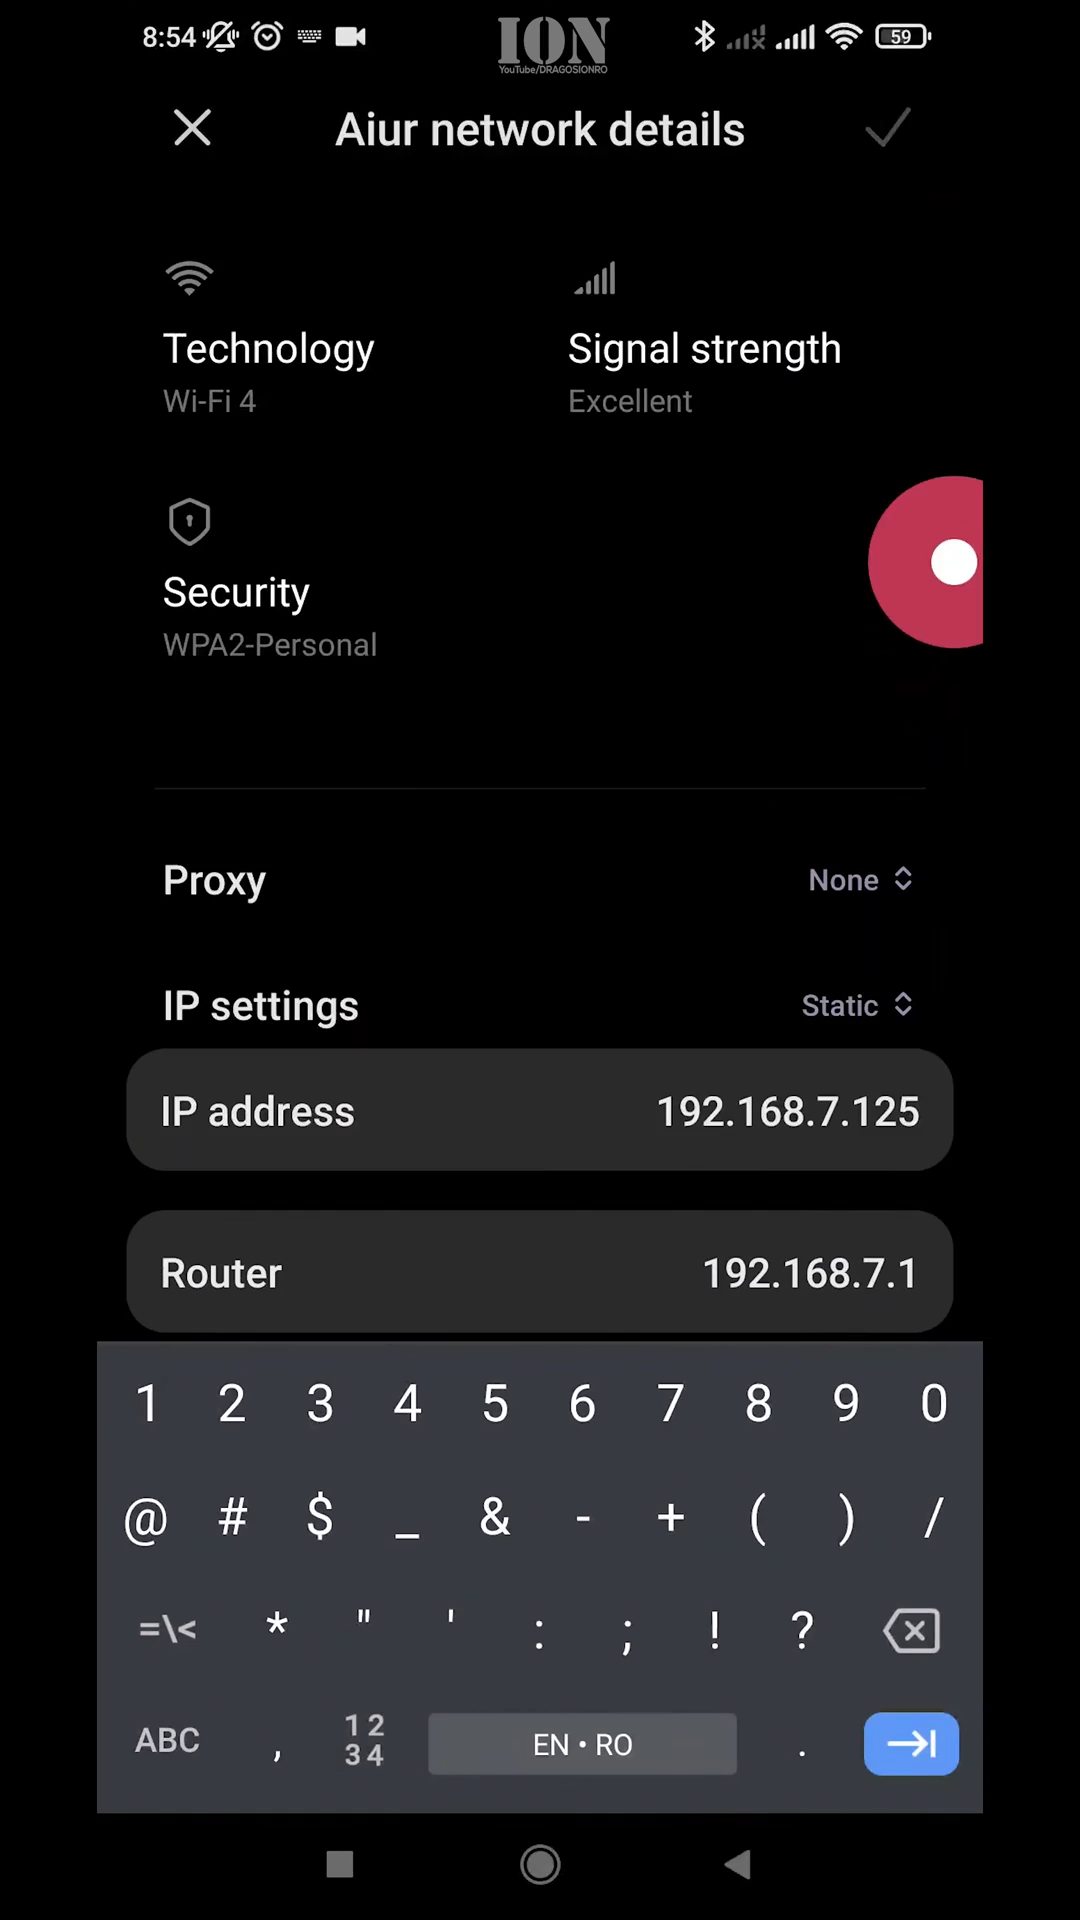 8:54
ION
YouTube/DRAGOSIONRO
59
Aiur network details
Technology
Wi-Fi 4
Signal strength
Excellent
Security
WPA2-Personal
Proxy
None
IP settings
Static
IP address
192.168.7.125
Router
192.168.7.1
1 2 3 4 5 6 7 8 9 0
@ # $ _ & - + ( ) /
=\< * " ' : ; ! ?
ABC , 12 34 EN • RO .